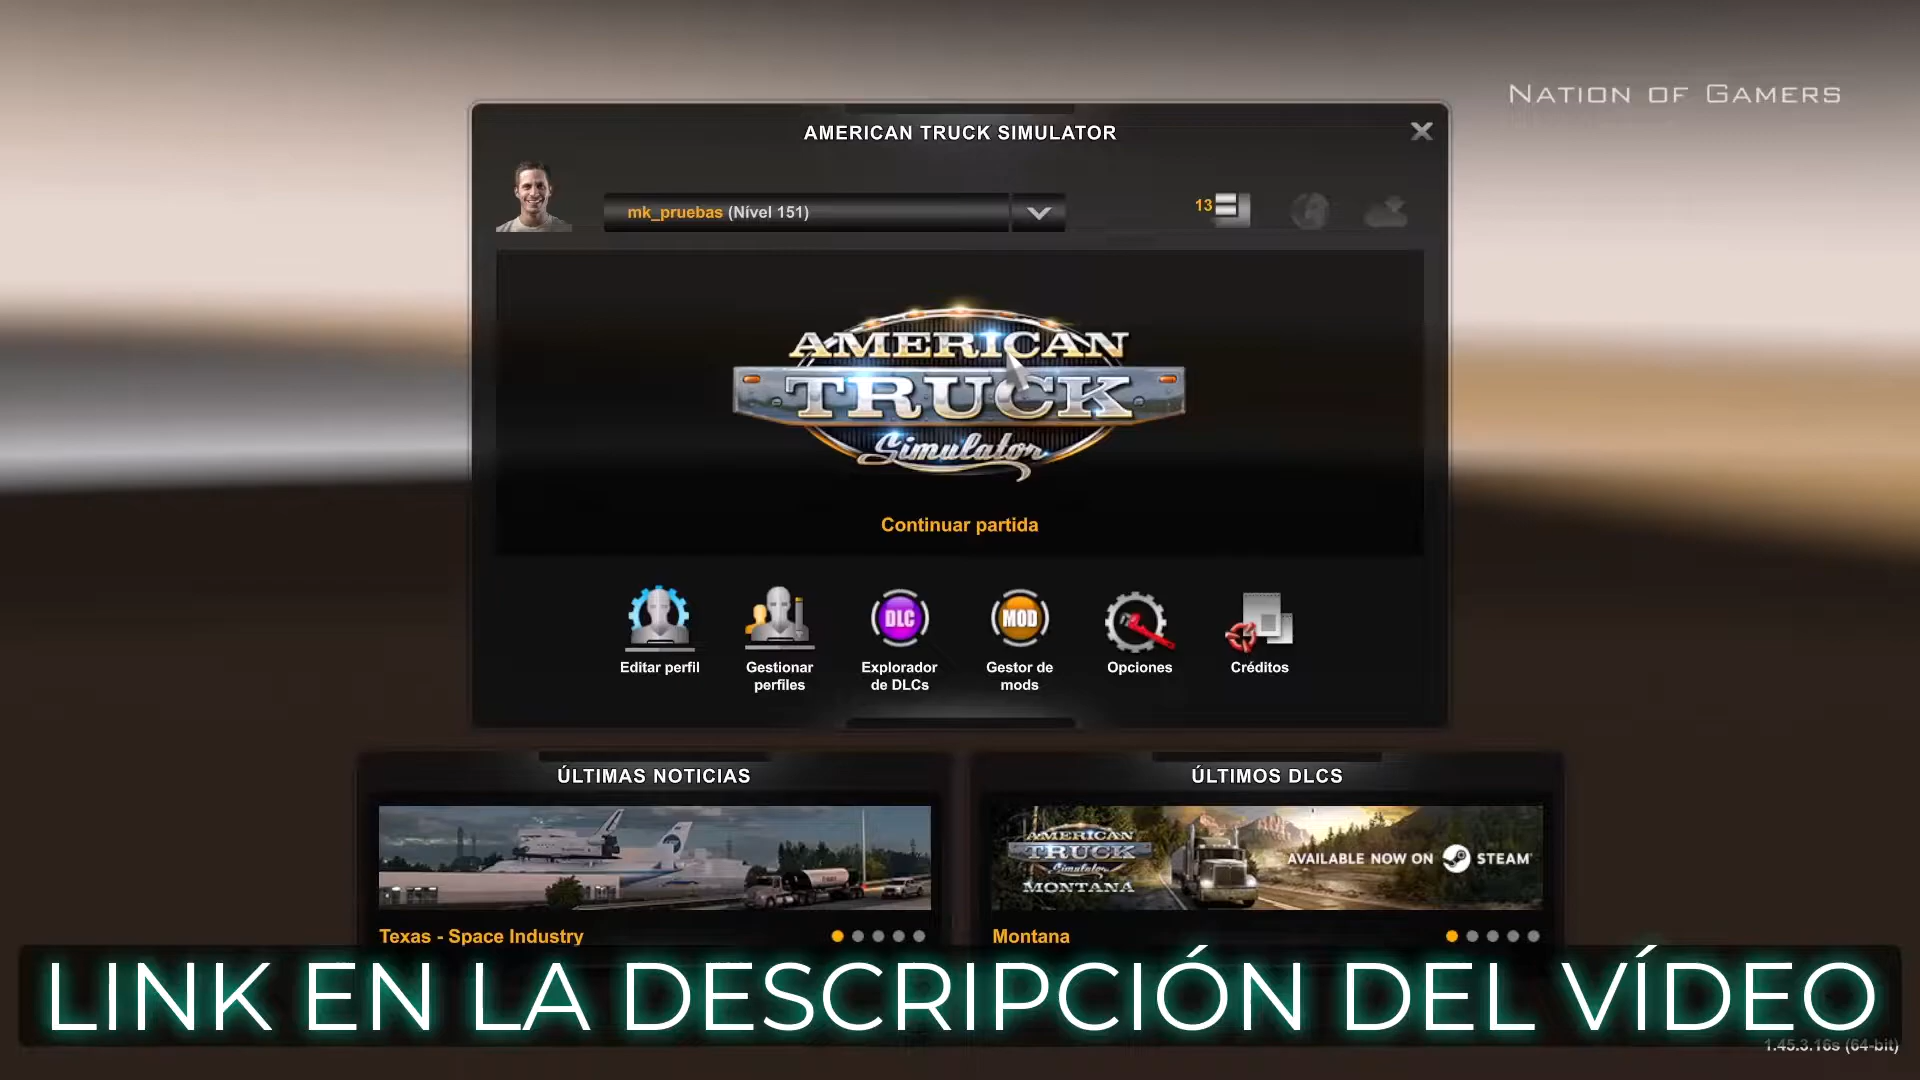 NATION OF GAMERS
AMERICAN TRUCK SIMULATOR
mk_pruebas (Nível 151)
13
AMERICAN
TRUCK
Simulator
Continuar partida
DLC
MOD
Editar perfil
Gestionar
perfiles
Explorador
de DLCs
Gestor de
mods
Opciones
Créditos
ÚLTIMAS NOTICIAS
ÚLTIMOS DLCS
AMERICAN
TRUCK
Simulator
MONTANA
AVAILABLE NOW ON STEAM
Texas - Space Industry
Montana
LINK EN LA DESCRIPCIÓN DEL VÍDEO
1.45.3.16s (64-bit)